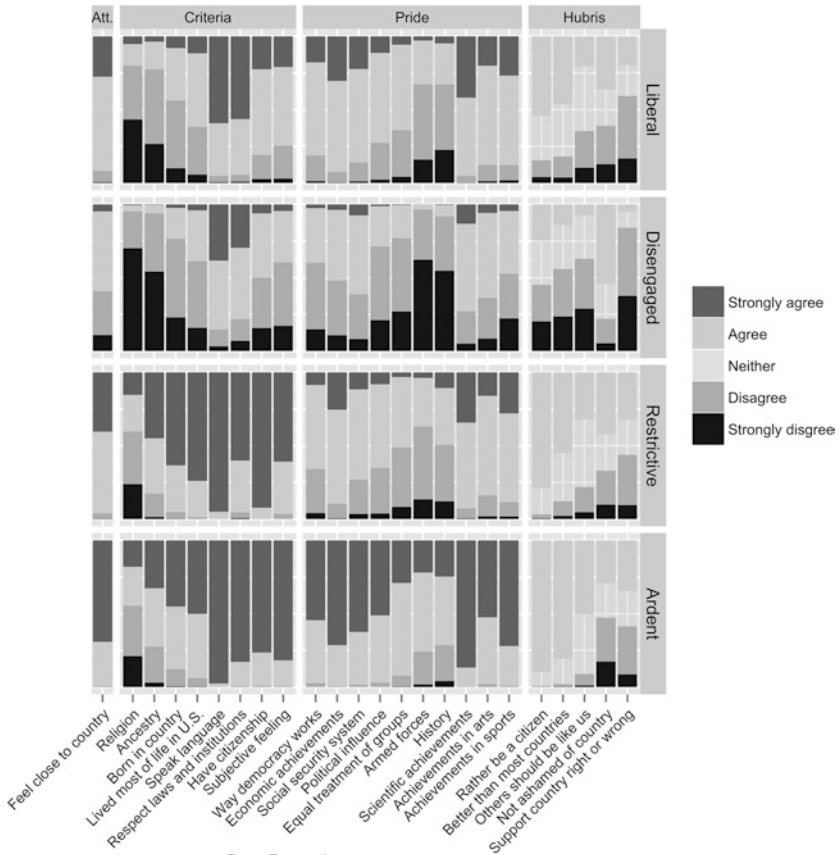 Att.
Criteria
Pride
Hubris
Liberal
Disengaged
Restrictive
Ardent
Strongly agree
Agree
Neither
Disagree
Strongly disgree
Feel close to country
Religion
Ancestry
Born in country
Lived most of life in U.S.
Speak language
Respect laws and institutions
Have citizenship
Subjective feeling
Way democracy works
Economic achievements
Social security system
Political influence
Equal treatment of groups
Armed forces
History
Scientific achievements
Achievements in arts
Achievements in sports
Rather be a citizen
Better than most countries
Others should be like us
Not ashamed of country
Support country right or wrong